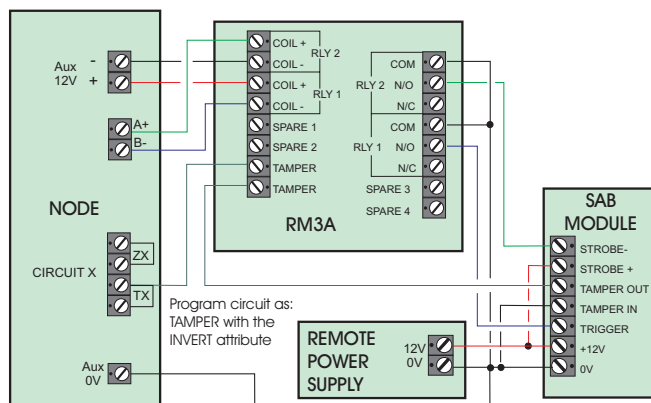 Aux
12V
-
+
A+
B-
NODE
CIRCUIT X
ZX
TX
Aux
0V
COIL +
COIL -
COIL +
COIL -
RLY 2
RLY 1
SPARE 1
SPARE 2
TAMPER
TAMPER
RLY 2
RLY 1
COM
N/O
N/C
COM
N/O
N/C
SPARE 3
SPARE 4
RM3A
Program circuit as:
TAMPER with the
INVERT attribute
REMOTE
POWER
SUPPLY
12V
0V
SAB
MODULE
STROBE-
STROBE +
TAMPER OUT
TAMPER IN
TRIGGER
+12V
0V